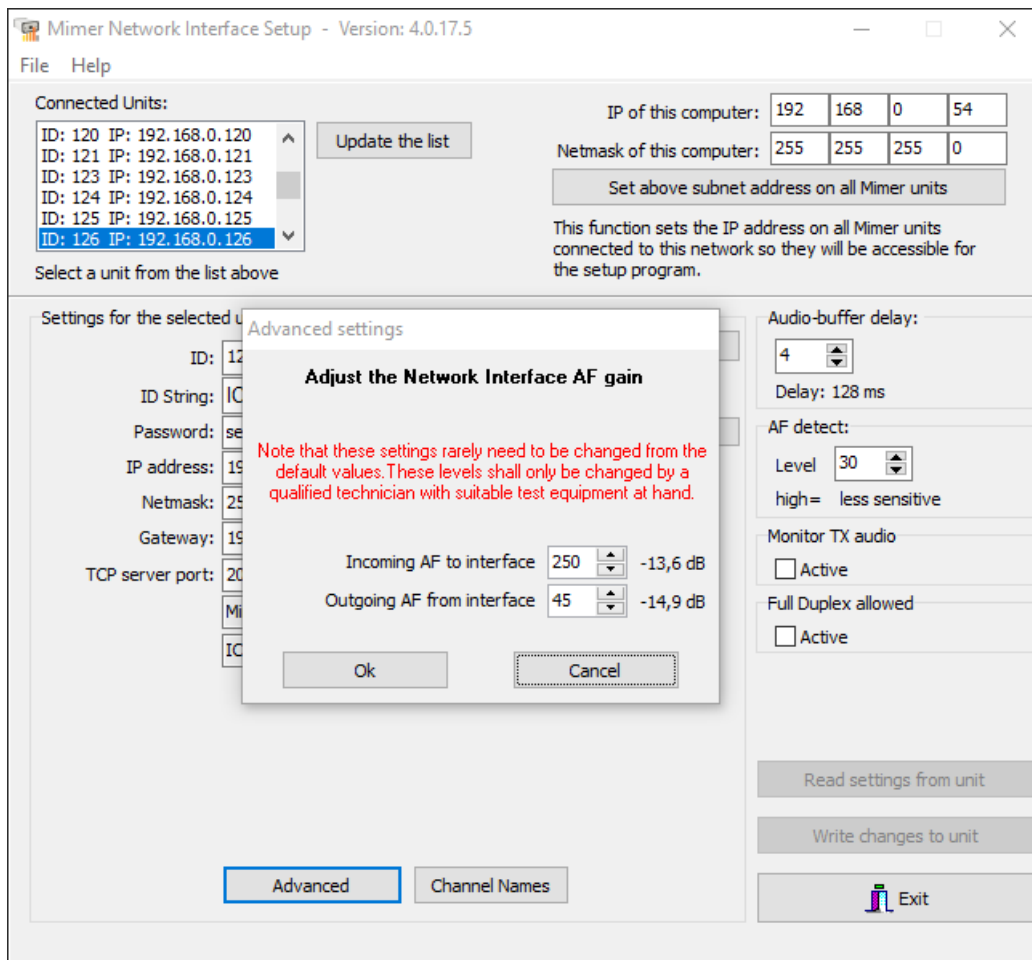 Mimer Network Interface Setup - Version: 4.0.17.5
File Help
Connected Units:
ID: 120 IP: 192.168.0.120
ID: 121 IP: 192.168.0.121
ID: 123 IP: 192.168.0.123
ID: 124 IP: 192.168.0.124
ID: 125 IP: 192.168.0.125
ID: 126 IP: 192.168.0.126
Select a unit from the list above
Update the list
IP of this computer: 192 168 0 54
Netmask of this computer: 255 255 255 0
Set above subnet address on all Mimer units
This function sets the IP address on all Mimer units
connected to this network so they will be accessible for
the setup program.
Settings for the selected
ID: 12
ID String: IC
Password: se
IP address: 19
Netmask: 25
Gateway: 19
TCP server port: 20
Mi
IC
Advanced settings
Adjust the Network Interface AF gain
Note that these settings rarely need to be changed from the
default values.These levels shall only be changed by a
qualified technician with suitable test equipment at hand.
Incoming AF to interface 250 -13,6 dB
Outgoing AF from interface 45 -14,9 dB
Ok Cancel
Audio-buffer delay:
4
Delay: 128 ms
AF detect:
Level 30
high= less sensitive
Monitor TX audio
Active
Full Duplex allowed
Active
Read settings from unit
Write changes to unit
Advanced Channel Names
Exit